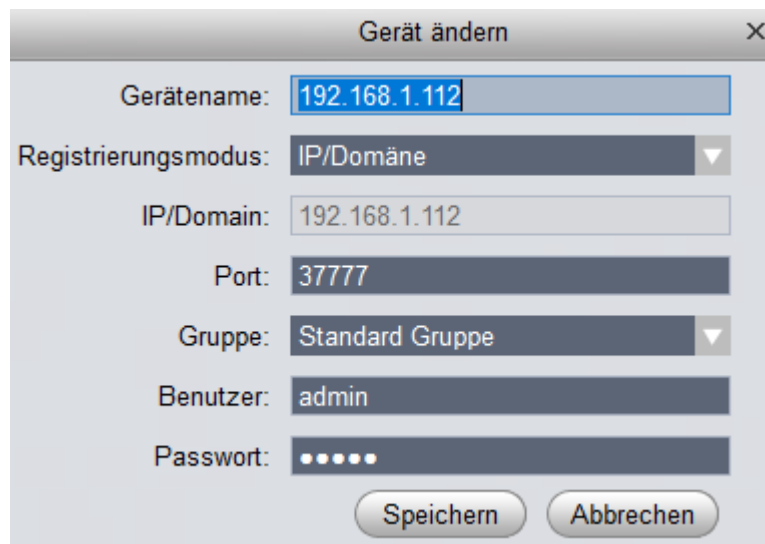 Gerät ändern
Gerätename: 192.168.1.112
Registrierungsmodus: IP/Domäne
IP/Domain: 192.168.1.112
Port: 37777
Gruppe: Standard Gruppe
Benutzer: admin
Passwort: •••••
Speichern Abbrechen